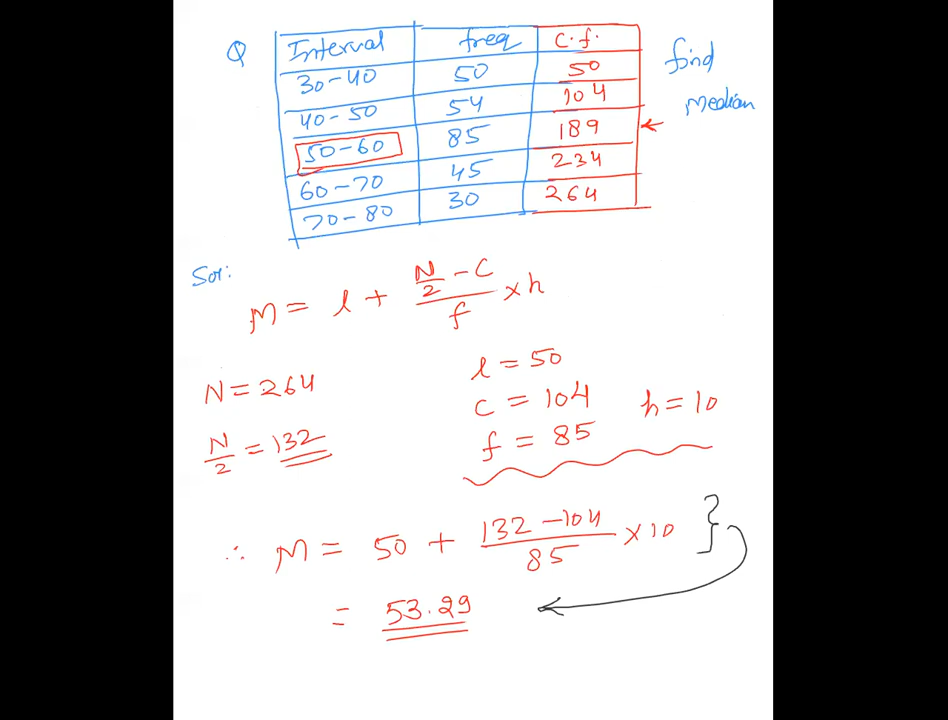 Q Interval freq C.f. find
30-40 50 50
40-50 54 104 Median
50-60 85 189
60-70 45 234
70-80 30 264
Sol:
M = l + (N/2 - C)/f × h
N = 264 l = 50
C = 104 h = 10
N/2 = 132 f = 85
∴ M = 50 + (132 - 104)/85 × 10
= 53.29